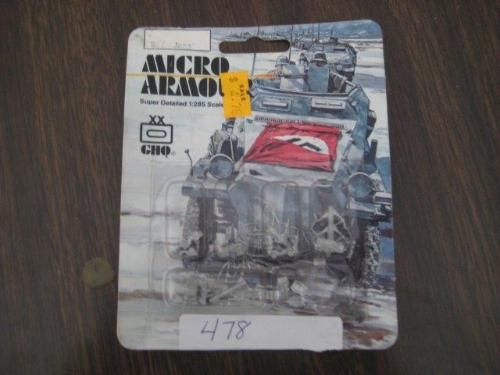 MICRO
ARMOUR
Super Detailed 1:285 Scale
XX
GHQ®
478